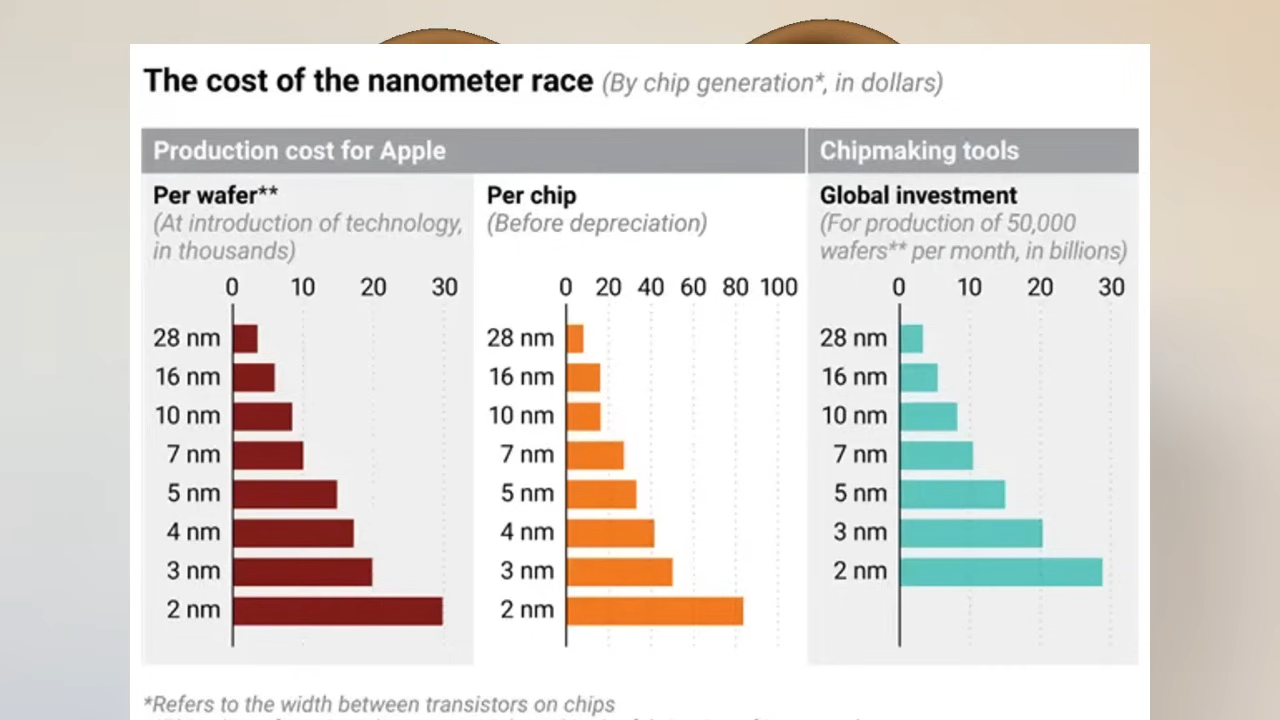 The cost of the nanometer race (By chip generation*, in dollars)
Production cost for Apple
Chipmaking tools
Per wafer**
(At introduction of technology,
in thousands)
0 10 20 30
28 nm
16 nm
10 nm
7 nm
5 nm
4 nm
3 nm
2 nm
Per chip
(Before depreciation)
0 20 40 60 80 100
28 nm
16 nm
10 nm
7 nm
5 nm
4 nm
3 nm
2 nm
Global investment
(For production of 50,000
wafers** per month, in billions)
0 10 20 30
28 nm
16 nm
10 nm
7 nm
5 nm
3 nm
2 nm
*Refers to the width between transistors on chips